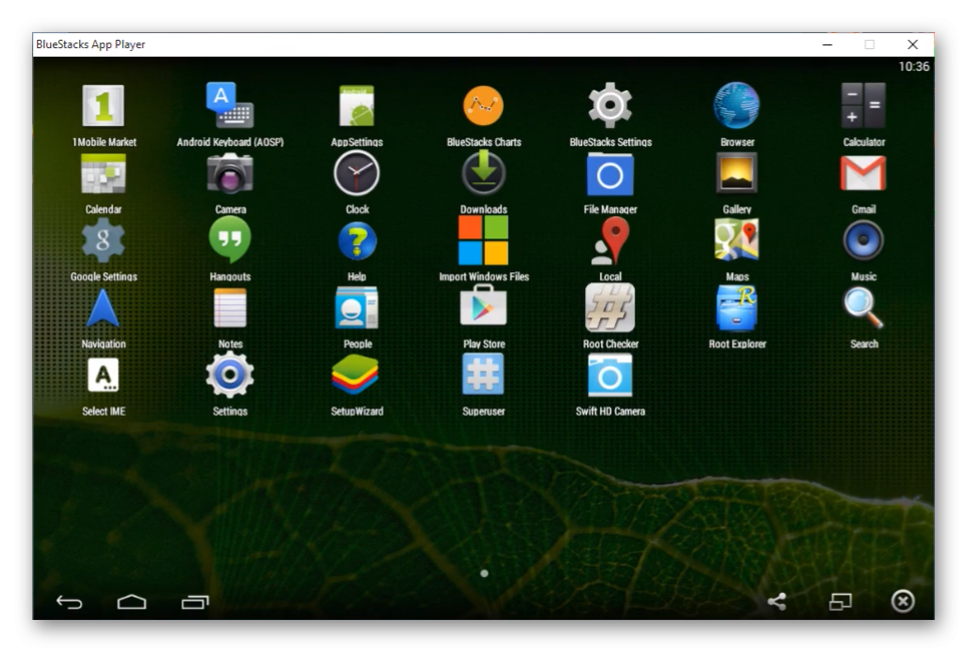 BlueStacks App Player
10:36
1
A
android
1Mobile Market
Android Keyboard (AOSP)
AppSettings
BlueStacks Charts
BlueStacks Settings
Browser
Calculator
Calendar
Camera
Clock
Downloads
File Manager
Gallery
Gmail
g
?
Google Settings
Hangouts
Help
Import Windows Files
Local
Maps
Music
#
R
Navigation
Notes
People
Play Store
Root Checker
Root Explorer
Search
A...
#
Select IME
Settings
SetupWizard
Superuser
Swift HD Camera